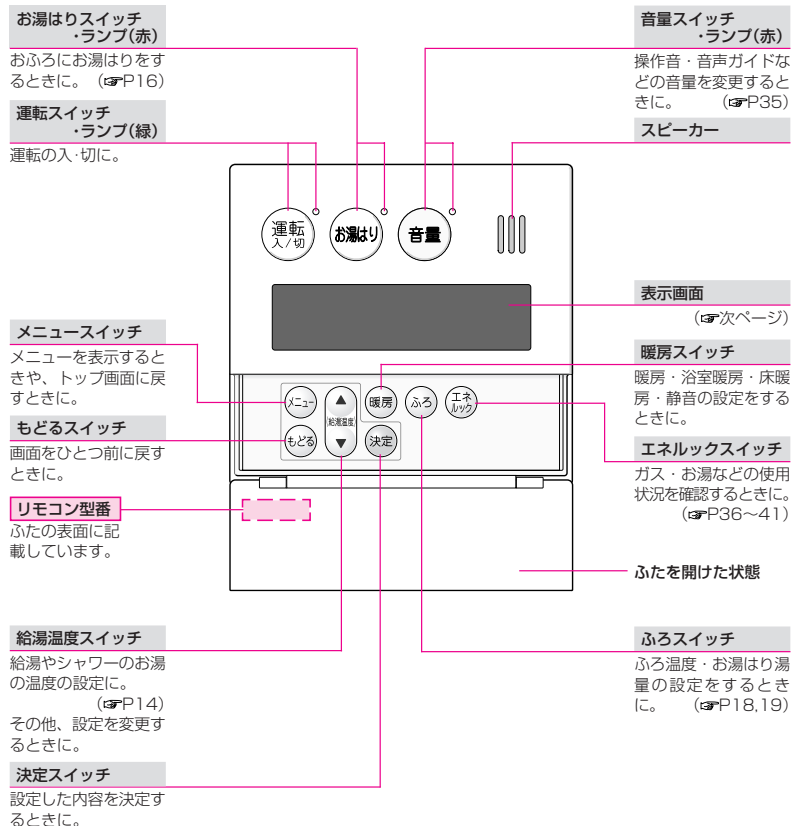 お湯はりスイッチ
・ランプ(赤)
おふろにお湯はりをす
るときに。 (☞P16)
運転スイッチ
・ランプ(緑)
運転の入·切に。
メニュースイッチ
メニューを表示すると
きや、トップ画面に戻
すときに。
もどるスイッチ
画面をひとつ前に戻す
ときに。
リモコン型番
ふたの表面に記
載しています。
給湯温度スイッチ
給湯やシャワーのお湯
の温度の設定に。
(☞P14)
その他、設定を変更す
るときに。
決定スイッチ
設定した内容を決定す
るときに。
運転
入/切
お湯はり
音量
メニュー
▲
給湯温度
▼
暖房
ふろ
エネ
ルック
もどる
決定
音量スイッチ
・ランプ(赤)
操作音・音声ガイドな
どの音量を変更すると
きに。 (☞P35)
スピーカー
表示画面
(☞次ページ)
暖房スイッチ
暖房・浴室暖房・床暖
房・静音の設定をする
ときに。
エネルックスイッチ
ガス・お湯などの使用
状況を確認するときに。
(☞P36〜41)
ふたを開けた状態
ふろスイッチ
ふろ温度・お湯はり湯
量の設定をするとき
に。 (☞P18,19)